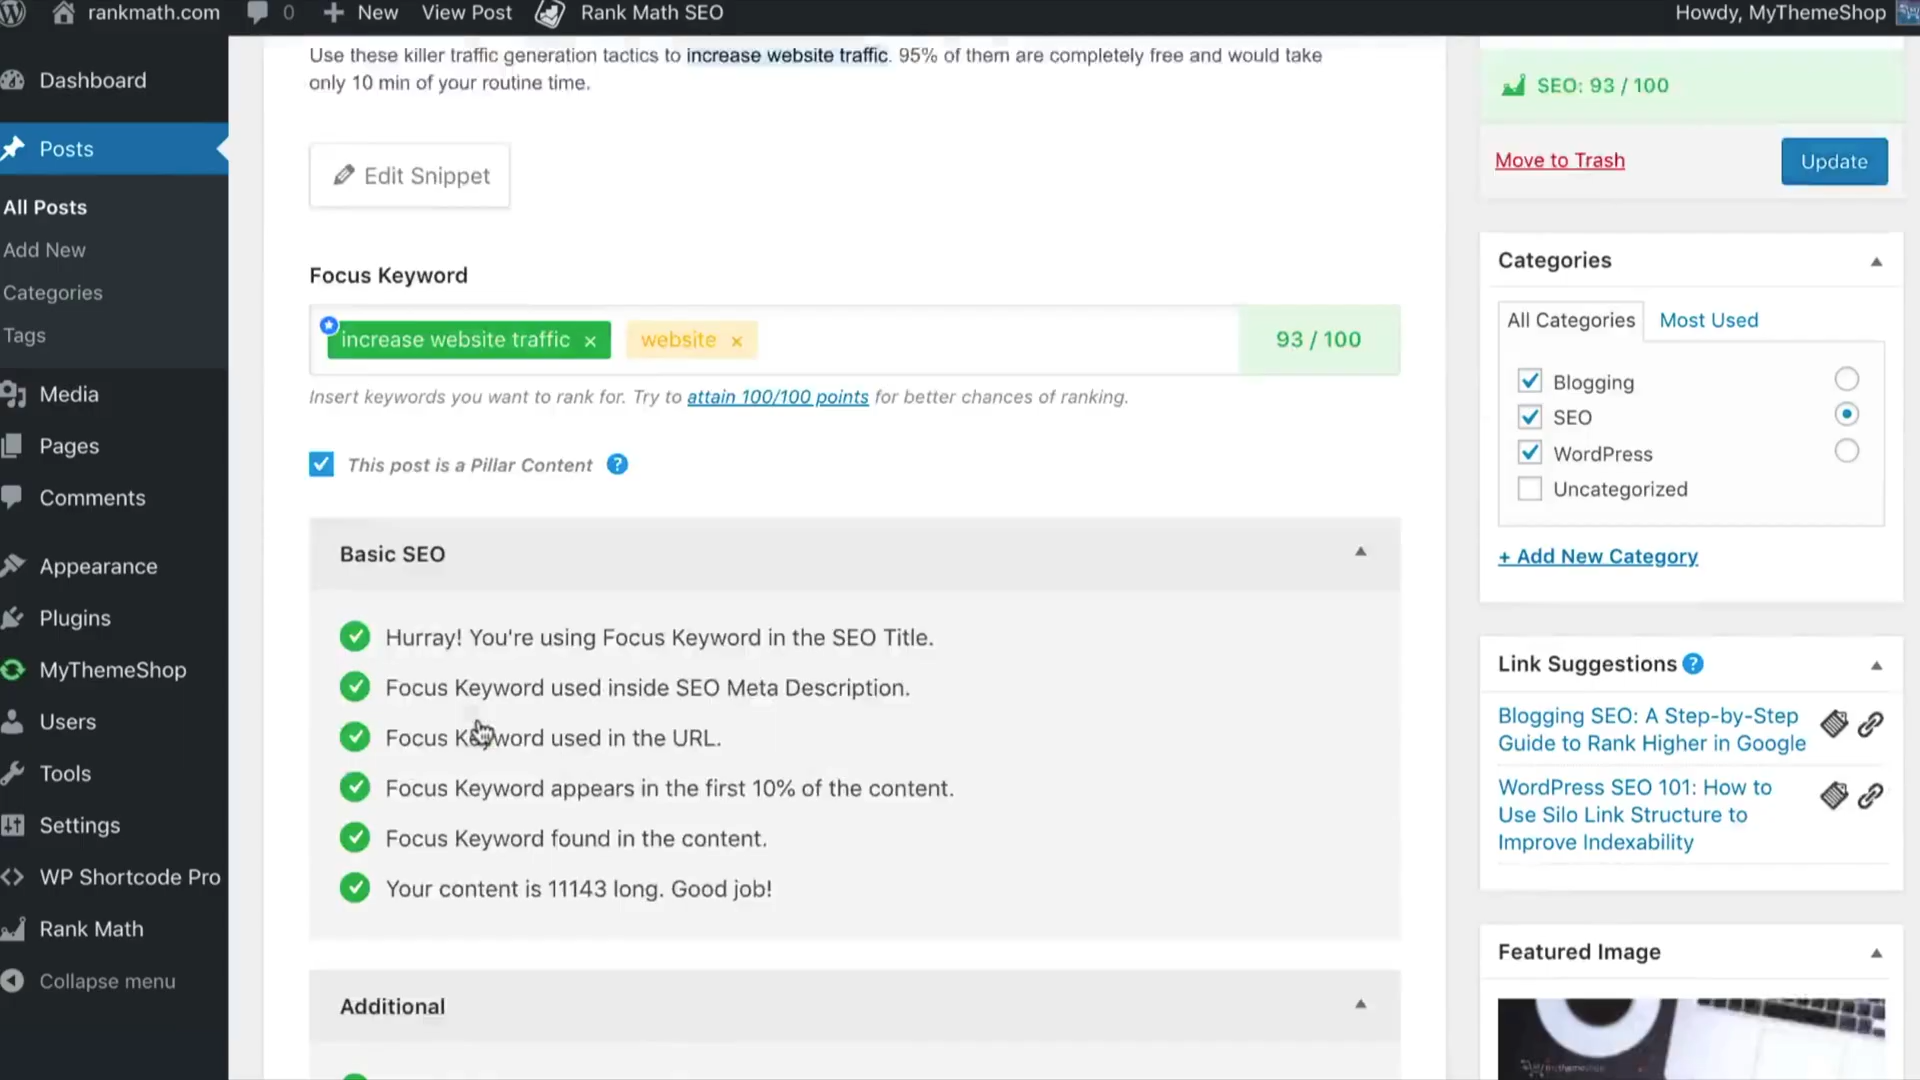 rankmath.com 0 New View Post Rank Math SEO Howdy, MyThemeShop
Dashboard
Posts
All Posts
Add New
Categories
Tags
Media
Pages
Comments
Appearance
Plugins
MyThemeShop
Users
Tools
Settings
WP Shortcode Pro
Rank Math
Collapse menu
Use these killer traffic generation tactics to increase website traffic. 95% of them are completely free and would take
only 10 min of your routine time.
Edit Snippet
Focus Keyword
increase website traffic × website × 93 / 100
Insert keywords you want to rank for. Try to attain 100/100 points for better chances of ranking.
This post is a Pillar Content ?
Basic SEO
Hurray! You're using Focus Keyword in the SEO Title.
Focus Keyword used inside SEO Meta Description.
Focus Keyword used in the URL.
Focus Keyword appears in the first 10% of the content.
Focus Keyword found in the content.
Your content is 11143 long. Good job!
Additional
SEO: 93 / 100
Move to Trash Update
Categories
All Categories Most Used
Blogging
SEO
WordPress
Uncategorized
+ Add New Category
Link Suggestions ?
Blogging SEO: A Step-by-Step
Guide to Rank Higher in Google
WordPress SEO 101: How to
Use Silo Link Structure to
Improve Indexability
Featured Image
mythemeshop